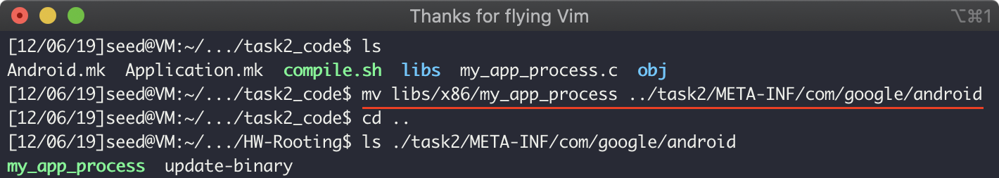 Thanks for flying Vim ⌥⌘1
[12/06/19]seed@VM:~/.../task2_code$ ls
Android.mk  Application.mk  compile.sh  libs  my_app_process.c  obj
[12/06/19]seed@VM:~/.../task2_code$ mv libs/x86/my_app_process ../task2/META-INF/com/google/android
[12/06/19]seed@VM:~/.../task2_code$ cd ..
[12/06/19]seed@VM:~/.../HW-Rooting$ ls ./task2/META-INF/com/google/android
my_app_process  update-binary